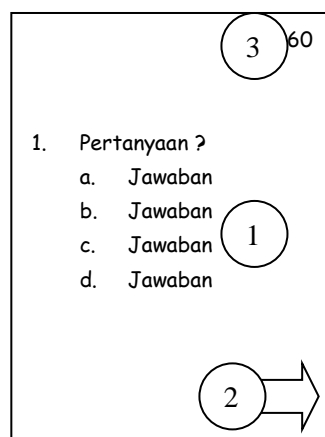 3 60
1. Pertanyaan ?
a. Jawaban
b. Jawaban
c. Jawaban
d. Jawaban
1
2